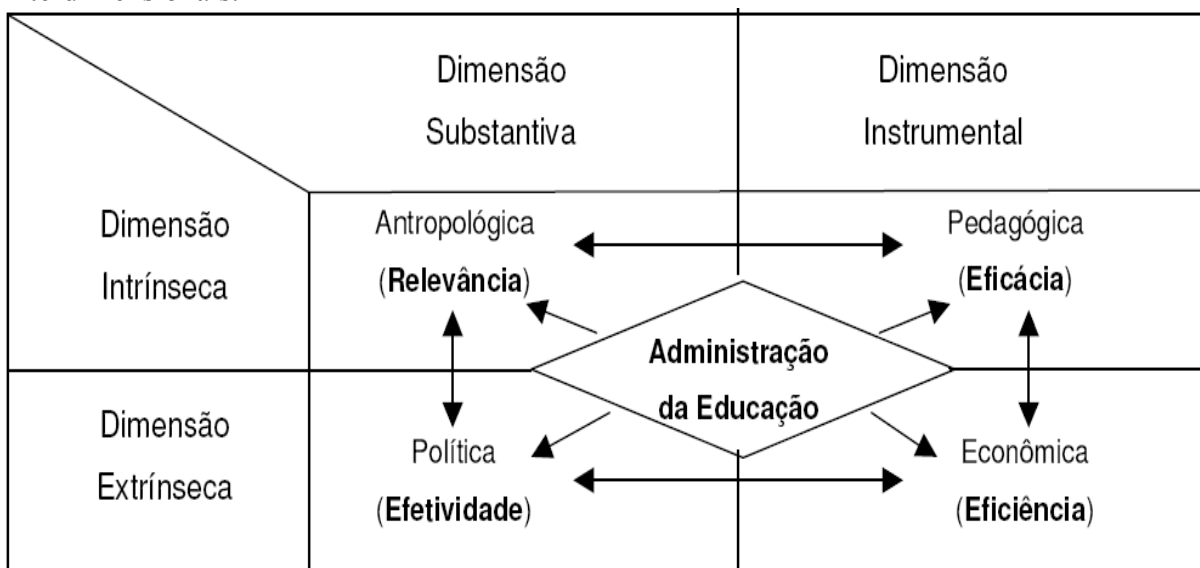 Dimensão
Substantiva
Dimensão
Instrumental
Dimensão
Intrínseca
Antropológica
(Relevância)
Pedagógica
(Eficácia)
Administração
da Educação
Dimensão
Extrínseca
Política
(Efetividade)
Econômica
(Eficiência)